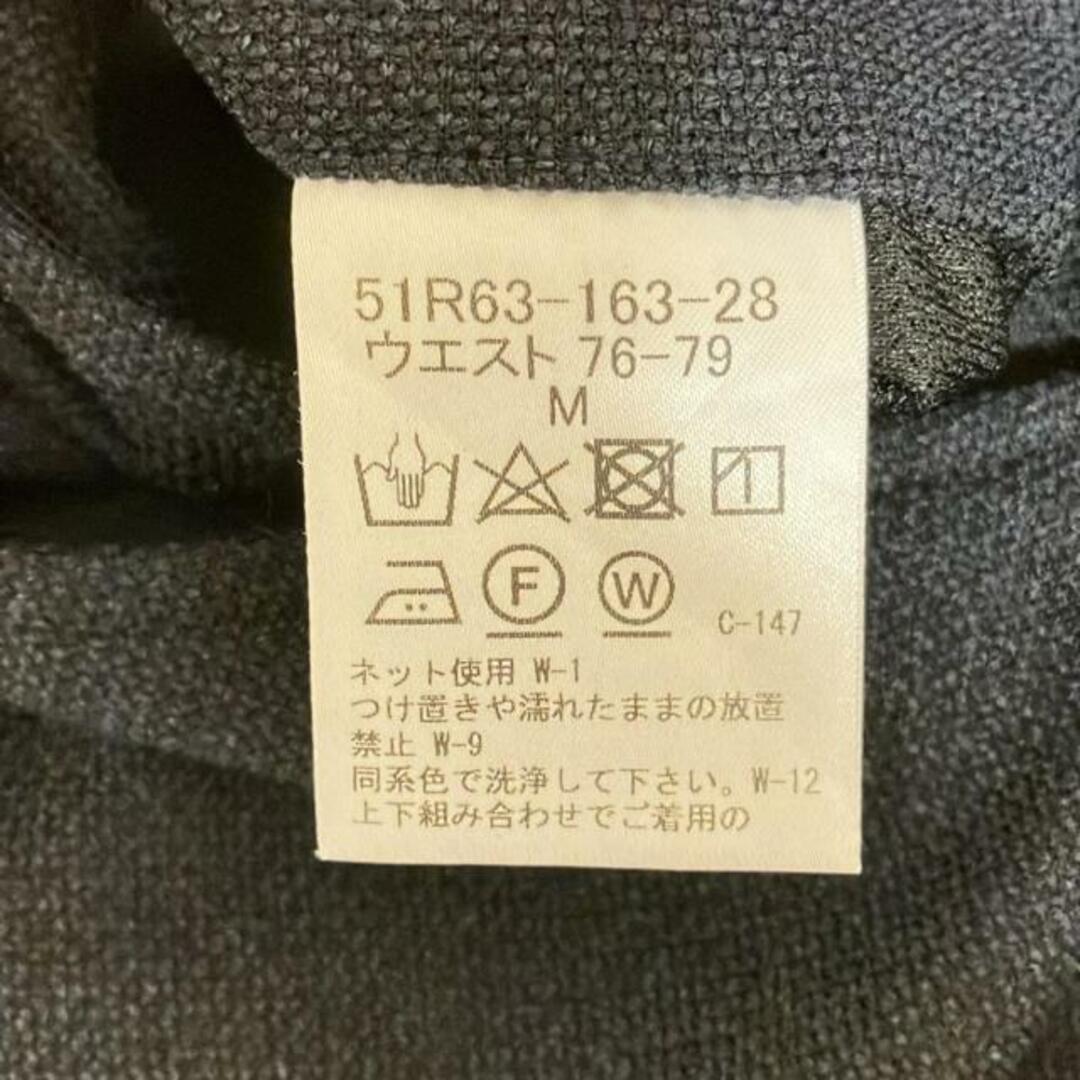 51R63-163-28
ウエスト 76-79
M
F W C-147
ネット使用 W-1
つけ置きや濡れたままの放置
禁止 W-9
同系色で洗浄して下さい。W-12
上下組み合わせでご着用の